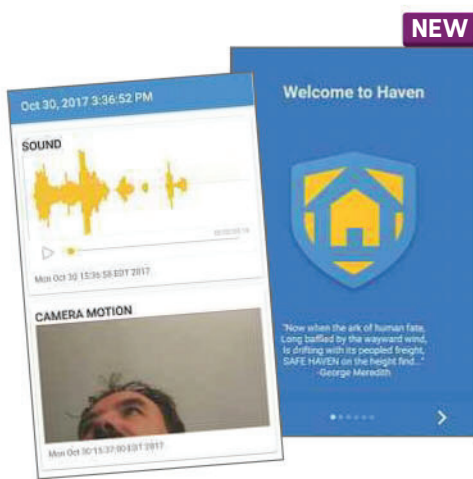 NEW
Oct 30, 2017 3:36:52 PM
SOUND
Mon Oct 30 15:36:58 EDT 2017
CAMERA MOTION
Mon Oct 30 15:37:00 EDT 2017
Welcome to Haven
"Now when the ark of human fate,
Long baffled by the wayward wind,
Is drifting with its peopled freight,
SAFE HAVEN on the height find..."
-George Meredith